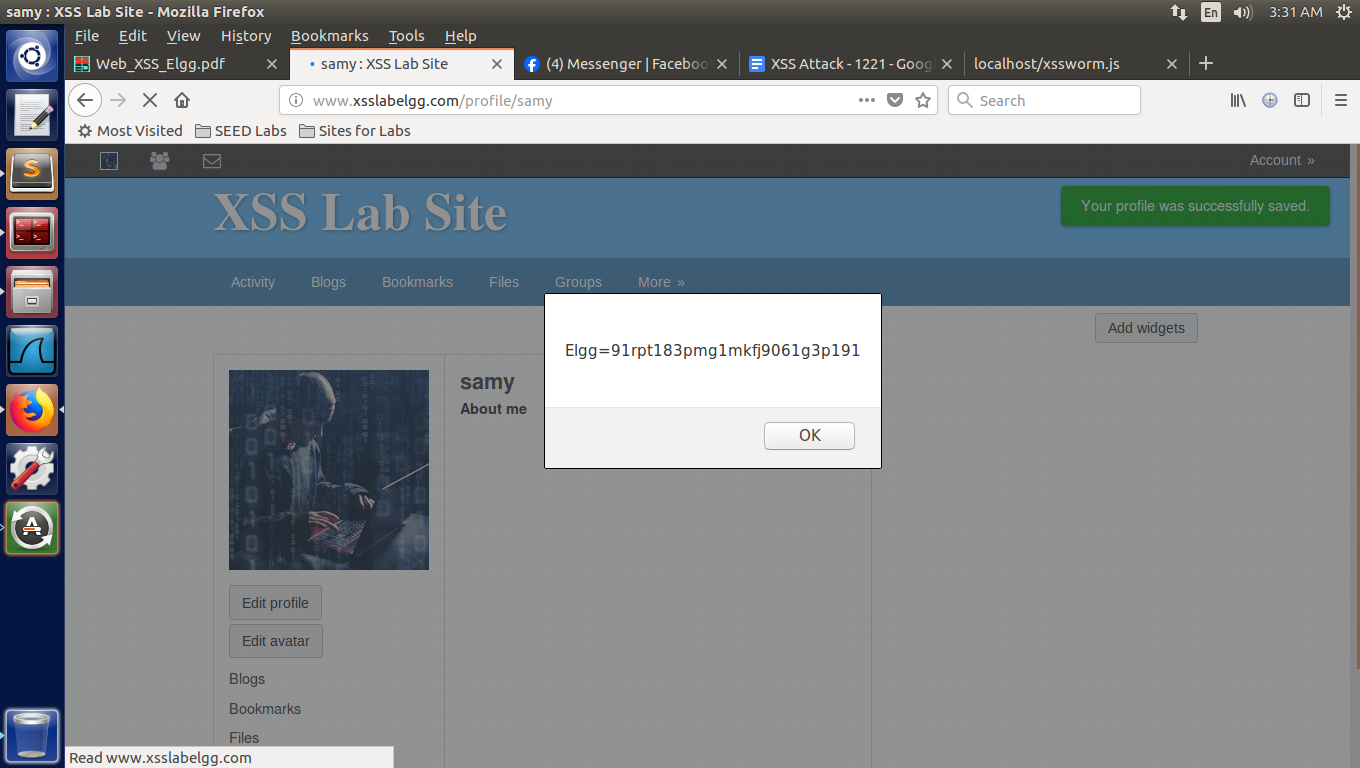 samy : XSS Lab Site - Mozilla Firefox
En
3:31 AM
File Edit View History Bookmarks Tools Help
Web_XSS_Elgg.pdf
samy : XSS Lab Site
(4) Messenger | Faceboo
XSS Attack - 1221 - Goog
localhost/xssworm.js
www.xsslabelgg.com/profile/samy
Search
Most Visited SEED Labs Sites for Labs
Account »
XSS Lab Site
Your profile was successfully saved.
Activity Blogs Bookmarks Files Groups More »
Add widgets
Elgg=91rpt183pmg1mkfj9061g3p191
OK
samy
About me
Edit profile
Edit avatar
Blogs
Bookmarks
Files
Read www.xsslabelgg.com